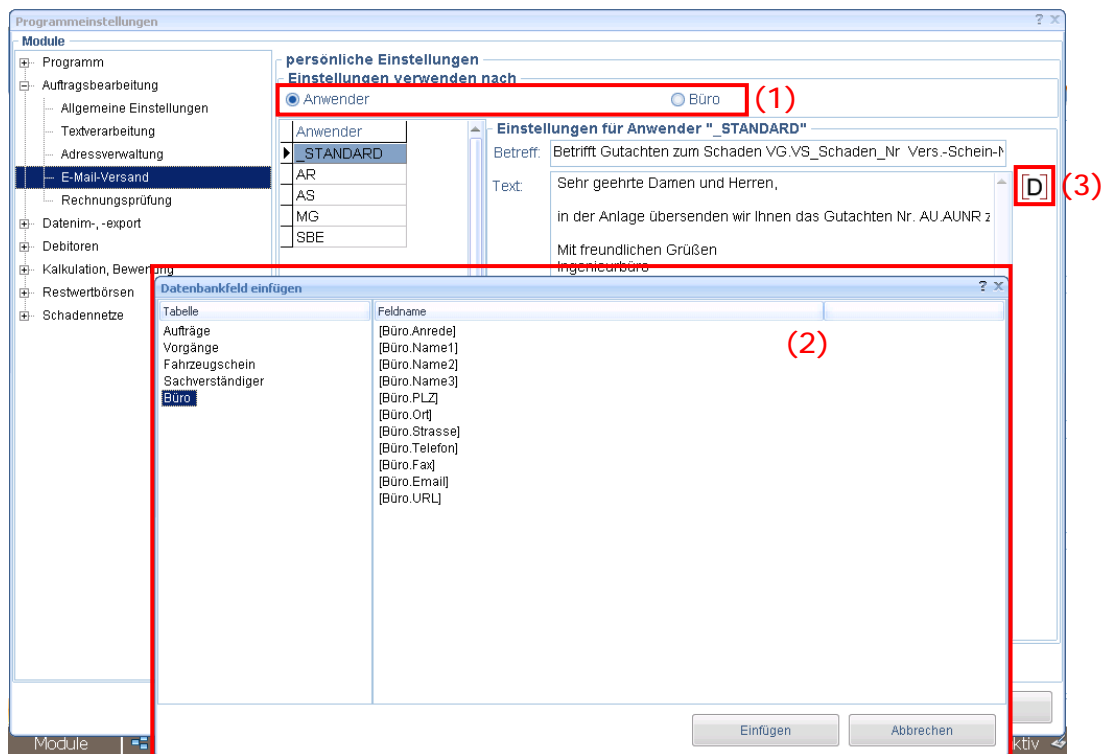 Programmeinstellungen
Module
Programm
Auftragsbearbeitung
Allgemeine Einstellungen
Textverarbeitung
Adressverwaltung
E-Mail-Versand
Rechnungsprüfung
Datenim-, -export
Debitoren
Kalkulation, Bewertung
Restwertbörsen
Schadennetze
persönliche Einstellungen
Einstellungen verwenden nach
Anwender
Büro
(1)
Anwender
_STANDARD
AR
AS
MG
SBE
Einstellungen für Anwender "_STANDARD"
Betreff: Betrifft Gutachten zum Schaden VG.VS_Schaden_Nr Vers.-Schein-N
Text: Sehr geehrte Damen und Herren,
in der Anlage übersenden wir Ihnen das Gutachten Nr. AU.AUNR z
Mit freundlichen Grüßen
Ingenieurbüro
[D] (3)
Datenbankfeld einfügen
Tabelle
Aufträge
Vorgänge
Fahrzeugschein
Sachverständiger
Büro
Feldname
[Büro.Anrede]
[Büro.Name1]
[Büro.Name2]
[Büro.Name3]
[Büro.PLZ]
[Büro.Ort]
[Büro.Strasse]
[Büro.Telefon]
[Büro.Fax]
[Büro.Email]
[Büro.URL]
(2)
Einfügen
Abbrechen
Module
ktiv